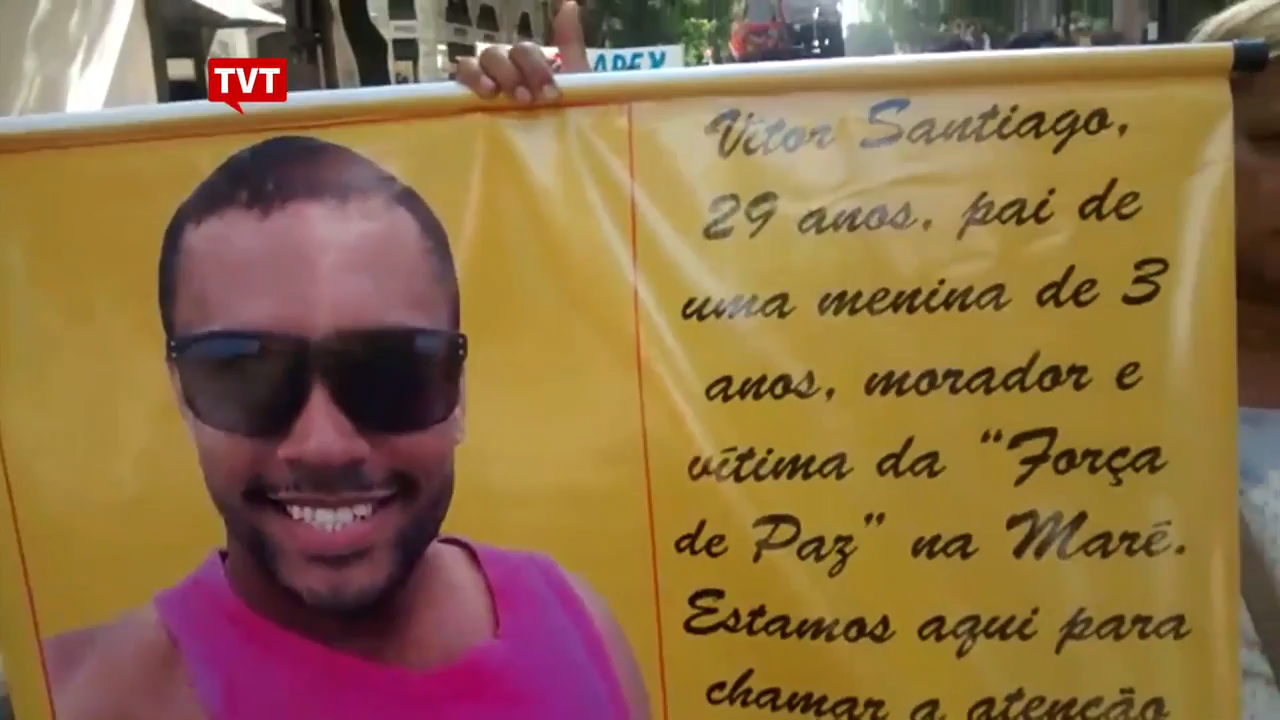 TVT
APEX
Vitor Santiago,
29 anos, pai de
uma menina de 3
anos, morador e
vítima da “Força
de Paz” na Maré.
Estamos aqui para
chamar a atenção